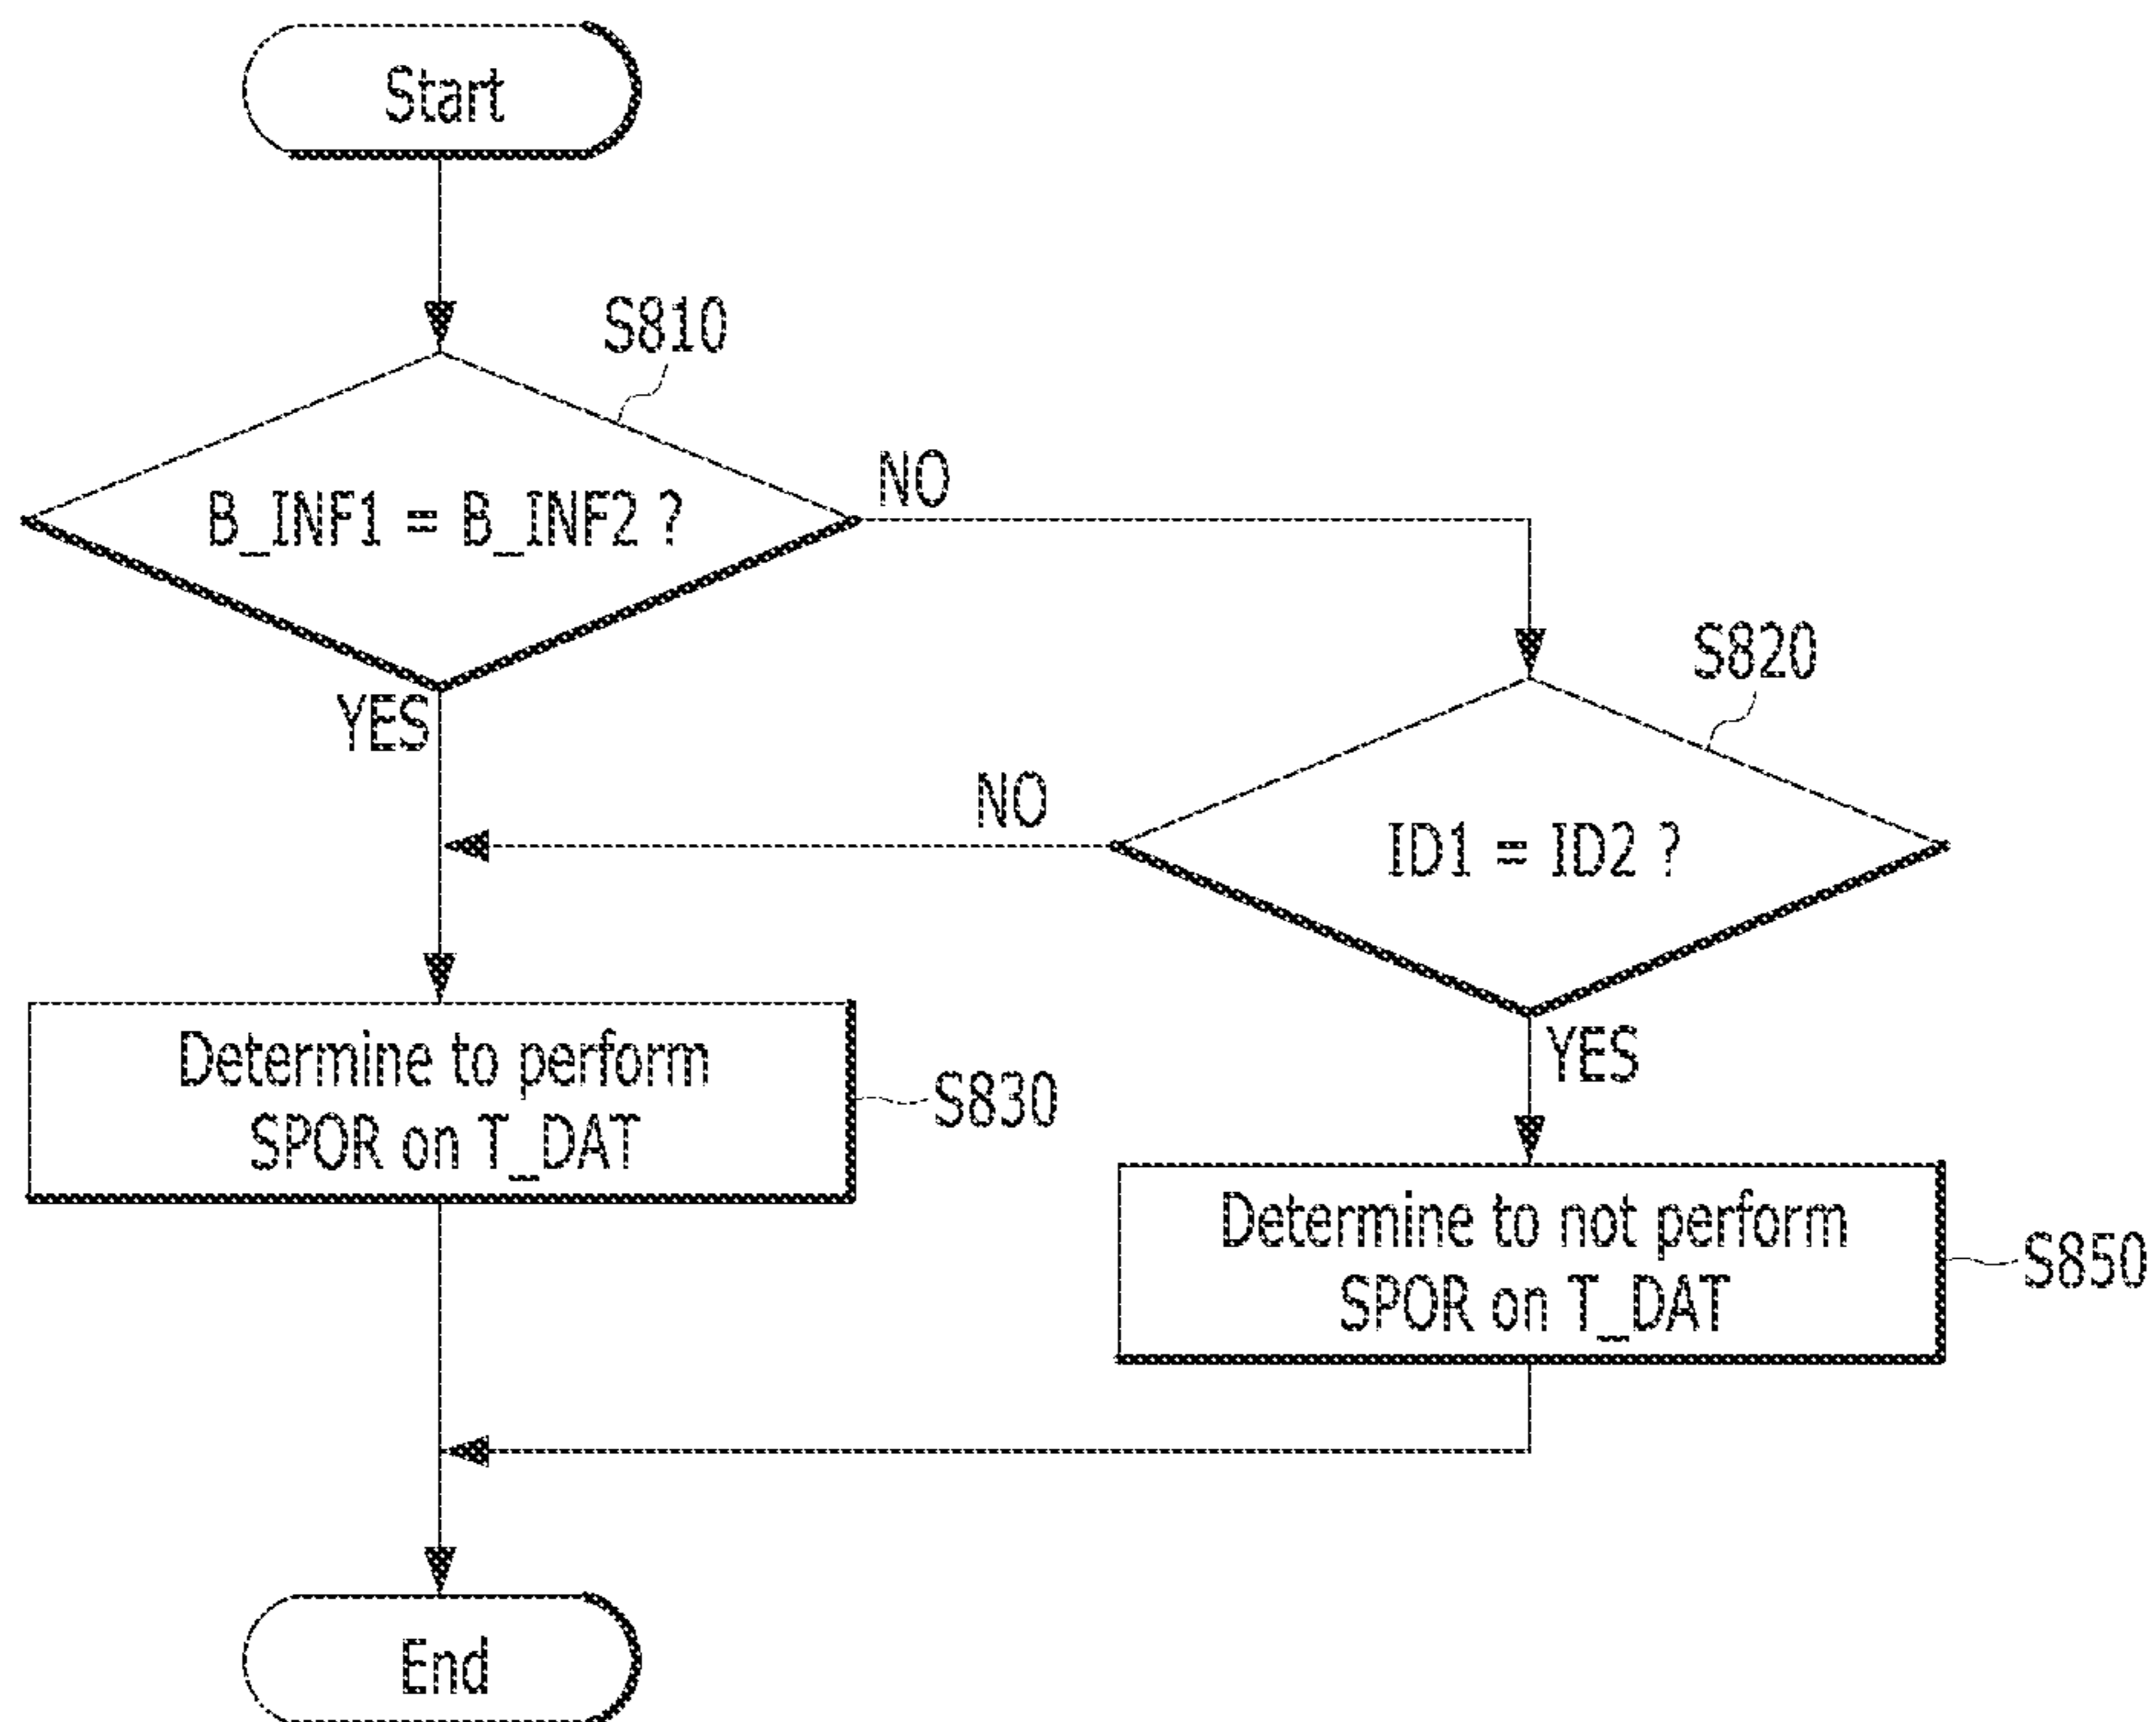 Start
S810
B_INF1 = B_INF2 ?
NO
YES
S820
ID1 = ID2 ?
NO
YES
Determine to perform
SPOR on T_DAT
S830
Determine to not perform
SPOR on T_DAT
S850
End